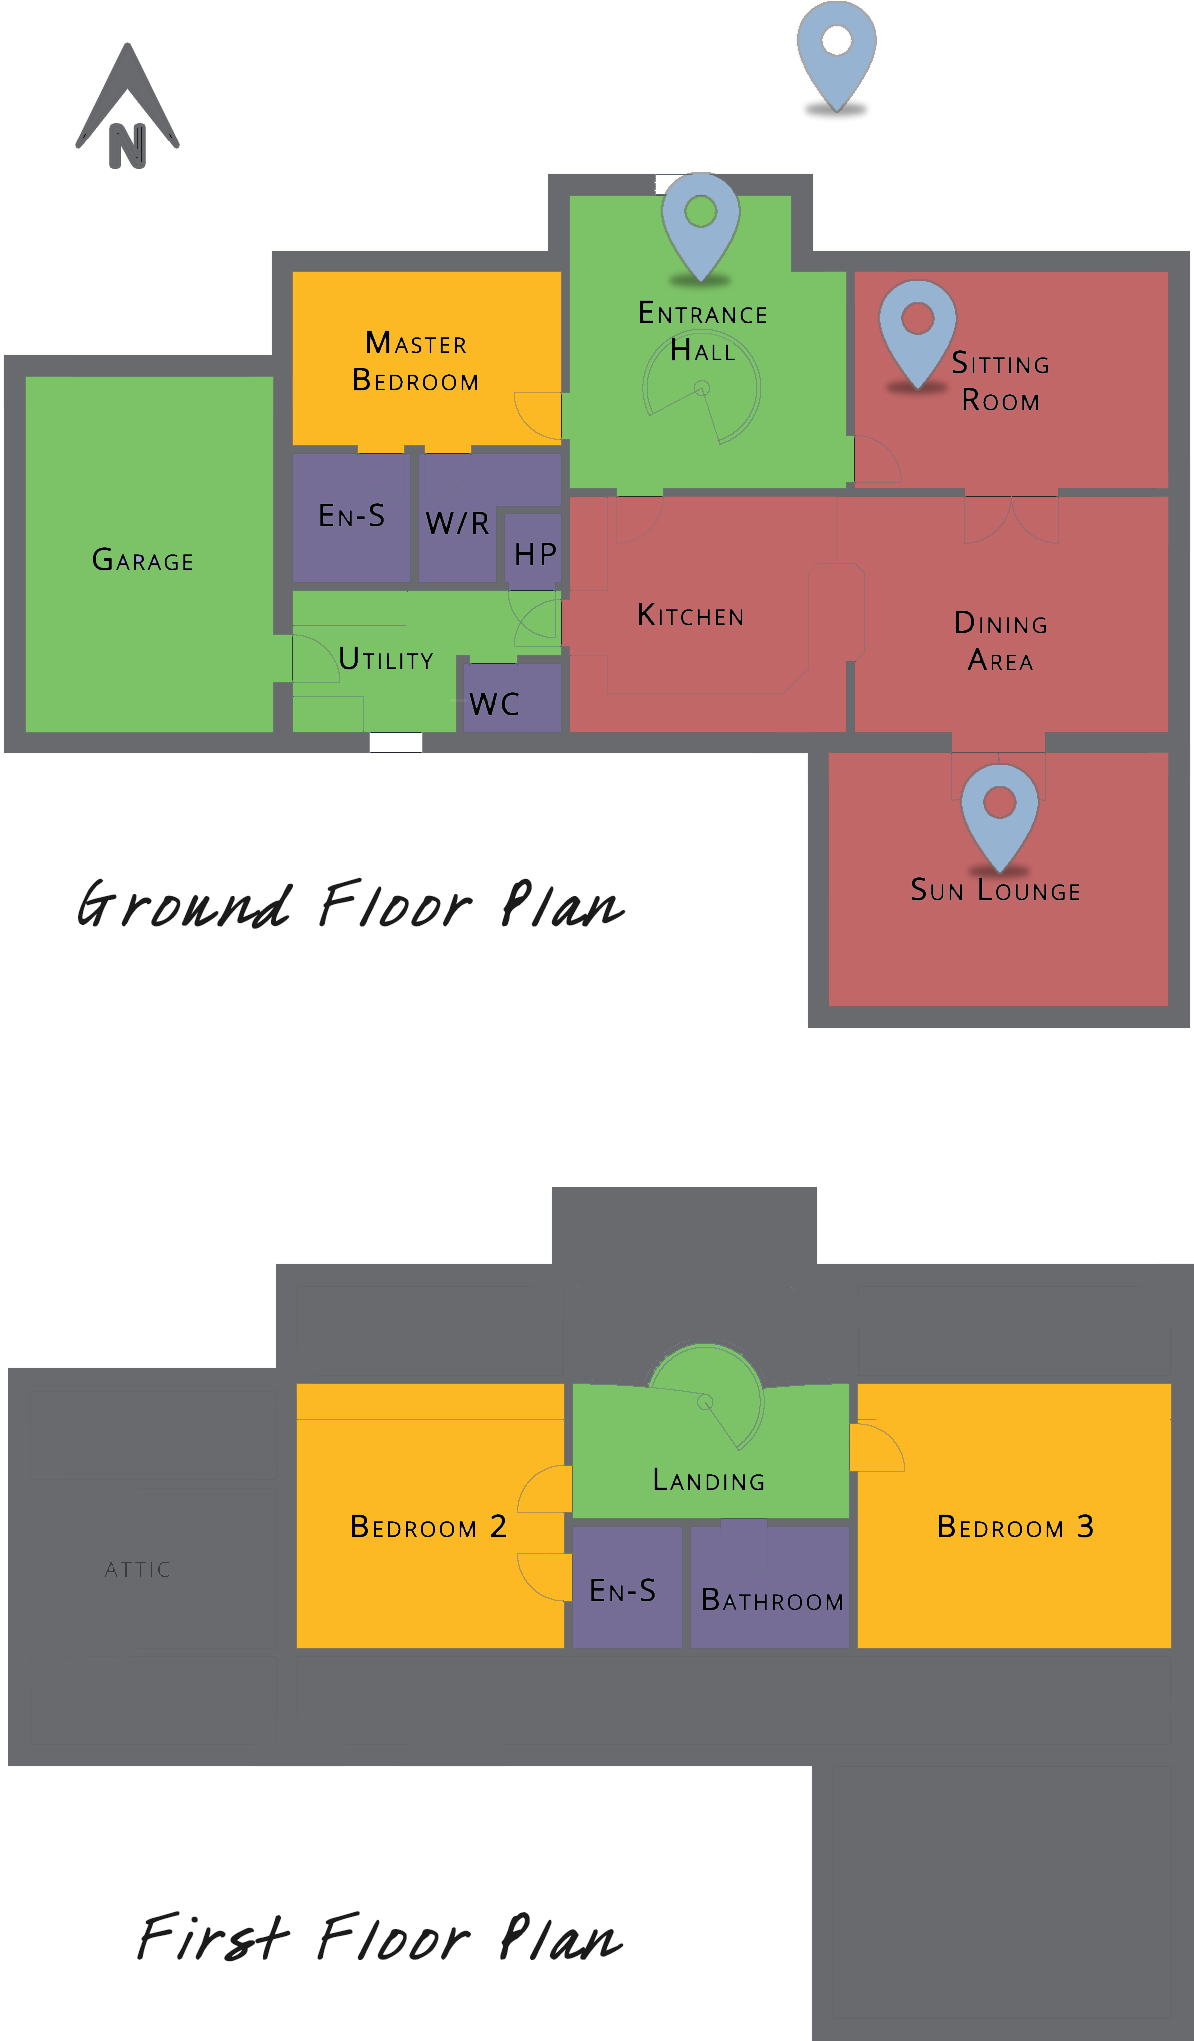 N
Entrance
Hall
Master
Bedroom
Sitting
Room
En-S
W/R
HP
Garage
Kitchen
Dining
Area
Utility
WC
Sun Lounge
Ground Floor Plan
Landing
Bedroom 2
Bedroom 3
ATTIC
En-S
Bathroom
First Floor Plan